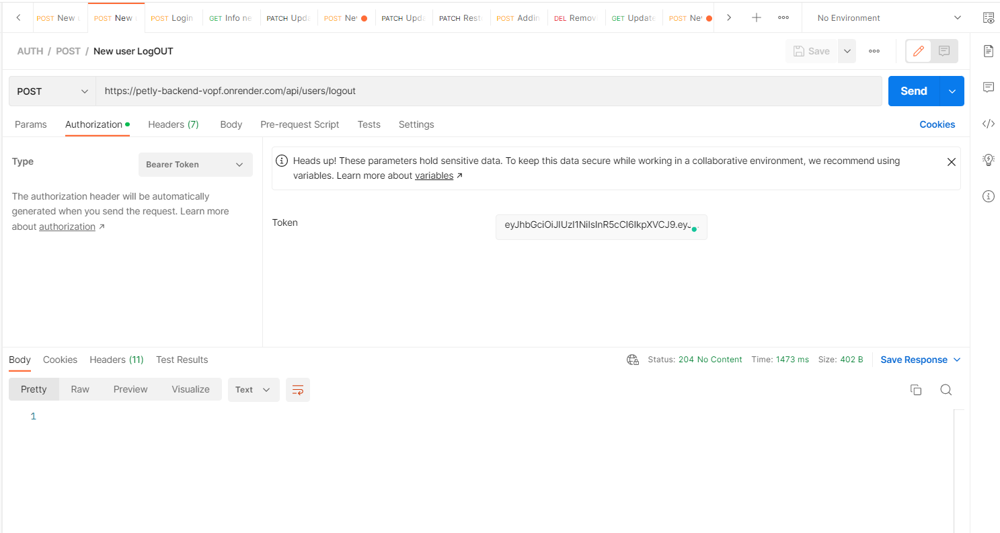 POST New u POST New POST Login GET Info ne PATCH Upda POST Ne PATCH Upda PATCH Rest POST Addin DEL Remov GET Update POST Ne No Environment
AUTH / POST / New user LogOUT Save
POST https://petly-backend-vopf.onrender.com/api/users/logout Send
Params Authorization Headers (7) Body Pre-request Script Tests Settings Cookies
Type Bearer Token
The authorization header will be automatically
generated when you send the request. Learn more
about authorization
Heads up! These parameters hold sensitive data. To keep this data secure while working in a collaborative environment, we recommend using
variables. Learn more about variables
Token eyJhbGciOiJIUzI1NiIsInR5cCI6IkpXVCJ9.eyJ...
Body Cookies Headers (11) Test Results Status: 204 No Content Time: 1473 ms Size: 402 B Save Response
Pretty Raw Preview Visualize Text
1